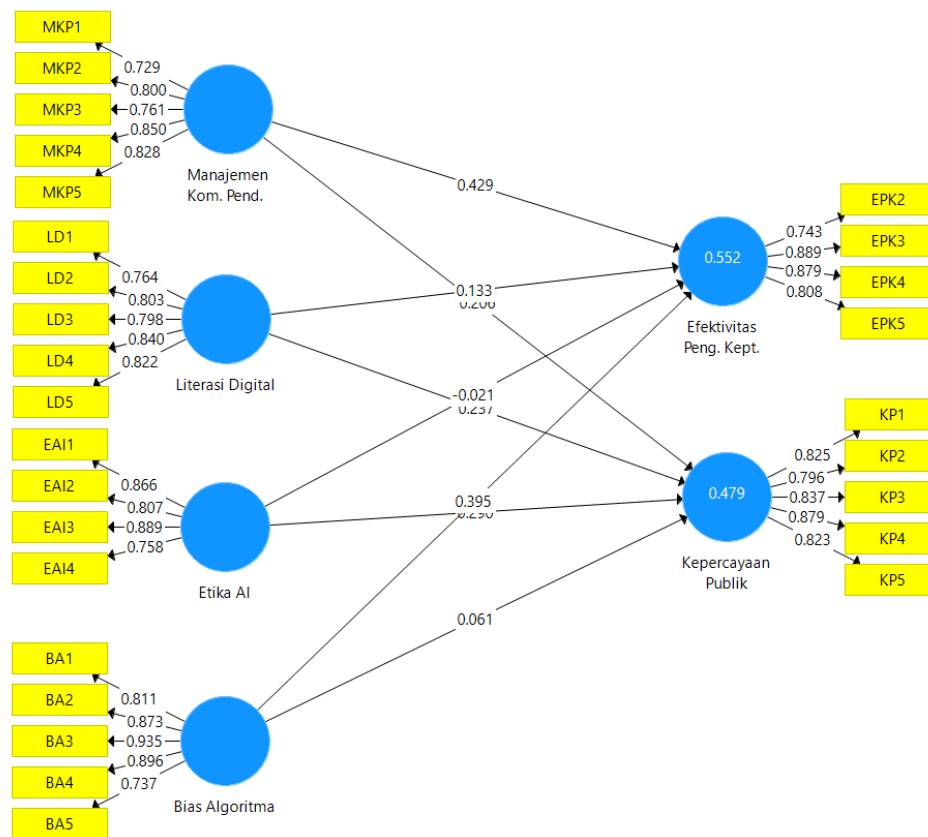 MKP1
MKP2
MKP3
MKP4
MKP5
0.729
0.800
0.761
0.850
0.828
Manajemen
Kom. Pend.
LD1
LD2
LD3
LD4
LD5
0.764
0.803
0.798
0.840
0.822
Literasi Digital
EAI1
EAI2
EAI3
EAI4
0.866
0.807
0.889
0.758
Etika AI
BA1
BA2
BA3
BA4
BA5
0.811
0.873
0.935
0.896
0.737
Bias Algoritma
0.429
0.133
0.206
-0.021
0.237
0.395
0.061
0.552
Efektivitas
Peng. Kept.
0.743
0.889
0.879
0.808
EPK2
EPK3
EPK4
EPK5
0.479
Kepercayaan
Publik
0.825
0.796
0.837
0.879
0.823
KP1
KP2
KP3
KP4
KP5